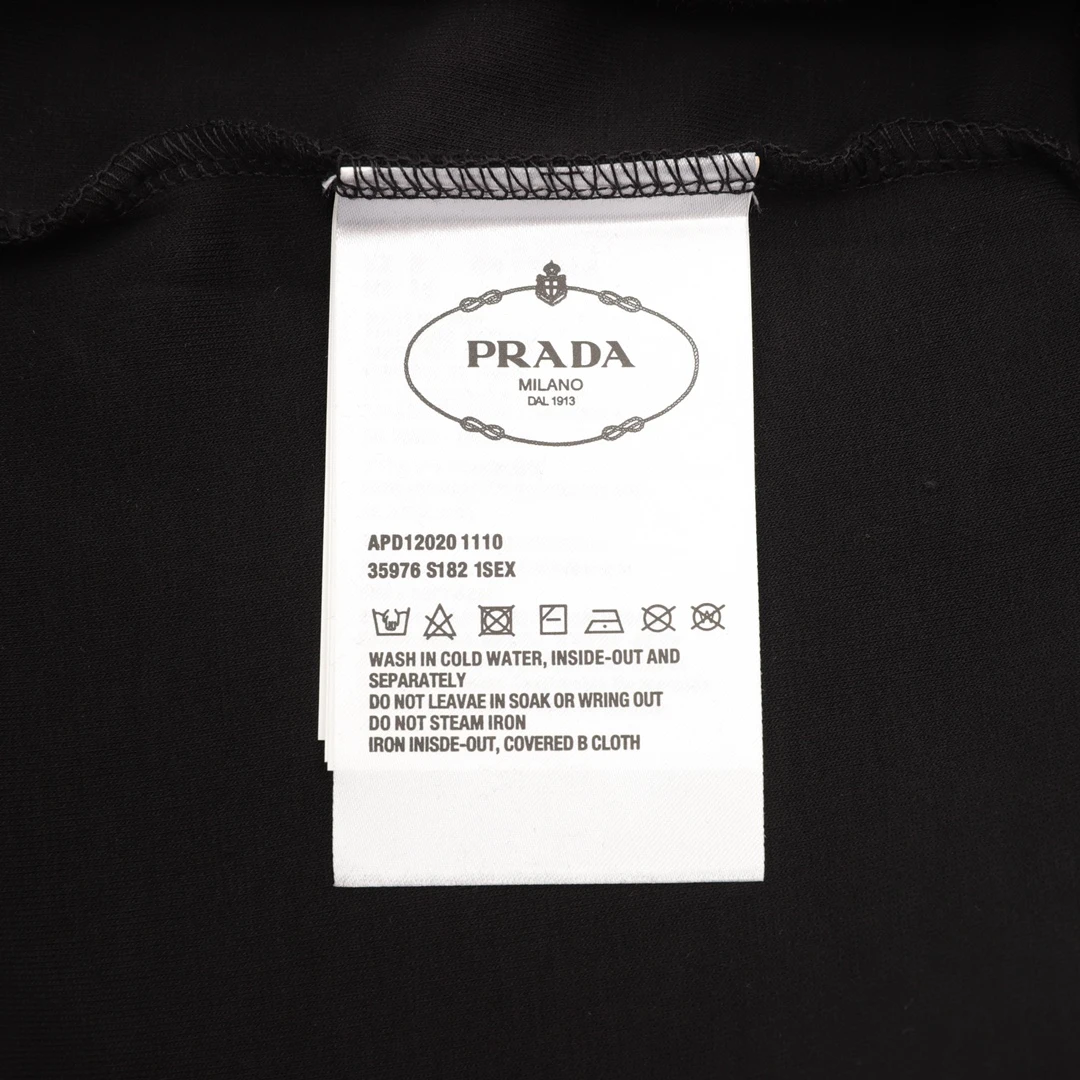 PRADA
MILANO
DAL 1913
APD12020 1110
35976 S182 1SEX
WASH IN COLD WATER, INSIDE-OUT AND
SEPARATELY
DO NOT LEAVAE IN SOAK OR WRING OUT
DO NOT STEAM IRON
IRON INISDE-OUT, COVERED B CLOTH